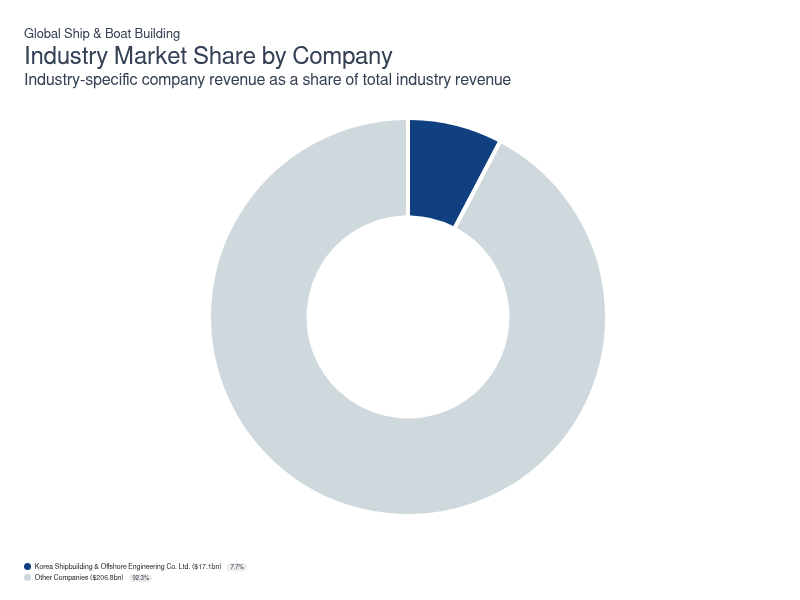 Global Ship & Boat Building
Industry Market Share by Company
Industry-specific company revenue as a share of total industry revenue
Korea Shipbuilding & Offshore Engineering Co. Ltd. ($17.1bn) 7.7%
Other Companies ($206.8bn) 92.3%